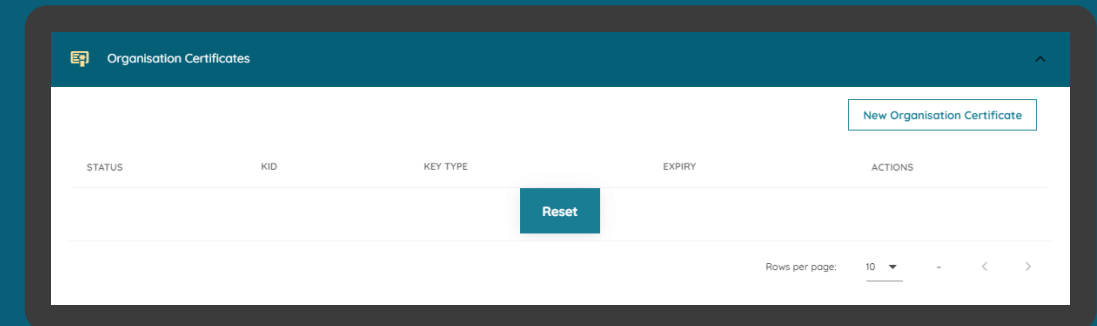 Organisation Certificates
New Organisation Certificate
STATUS KID KEY TYPE EXPIRY ACTIONS
Reset
Rows per page: 10 -